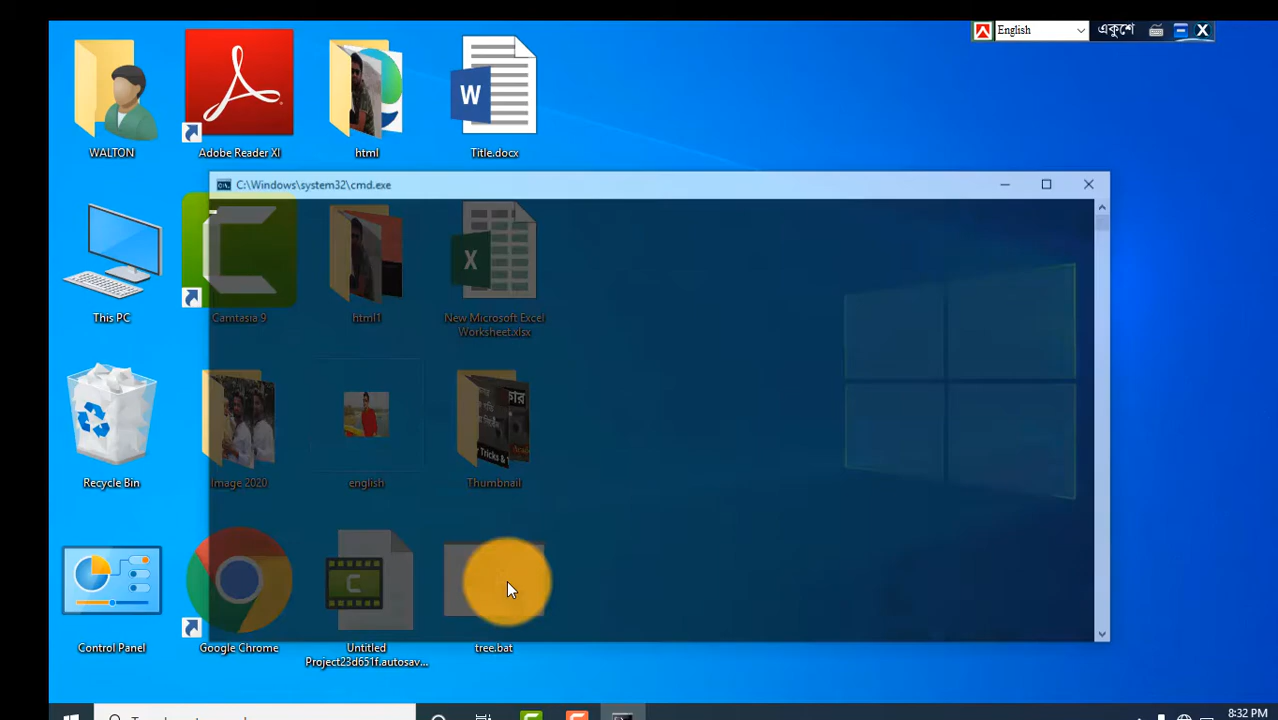 English
একুশে
WALTON
Adobe Reader XI
html
Title.docx
C:\Windows\system32\cmd.exe
This PC
Camtasia 9
html1
New Microsoft Excel
Worksheet.xlsx
Recycle Bin
Image 2020
english
Thumbnail
Control Panel
Google Chrome
Untitled
Project23d651f.autosav...
tree.bat
8:32 PM